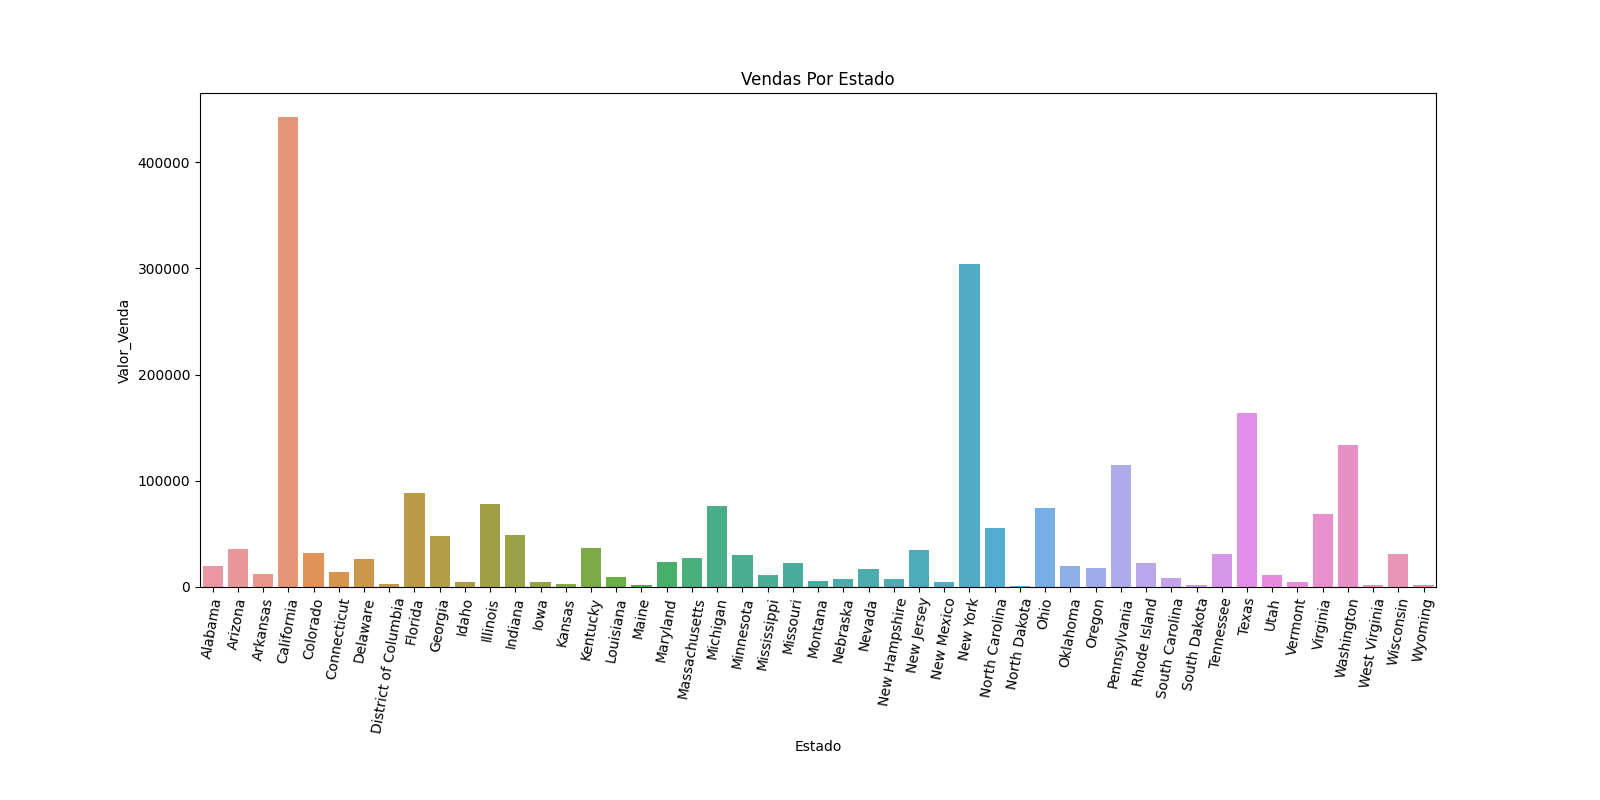 Vendas Por Estado
Valor_Venda
400000
300000
200000
100000
0
Alabama
Arizona
Arkansas
California
Colorado
Connecticut
Delaware
District of Columbia
Florida
Georgia
Idaho
Illinois
Indiana
Iowa
Kansas
Kentucky
Louisiana
Maine
Maryland
Massachusetts
Michigan
Minnesota
Mississippi
Missouri
Montana
Nebraska
Nevada
New Hampshire
New Jersey
New Mexico
New York
North Carolina
North Dakota
Ohio
Oklahoma
Oregon
Pennsylvania
Rhode Island
South Carolina
South Dakota
Tennessee
Texas
Utah
Vermont
Virginia
Washington
West Virginia
Wisconsin
Wyoming
Estado